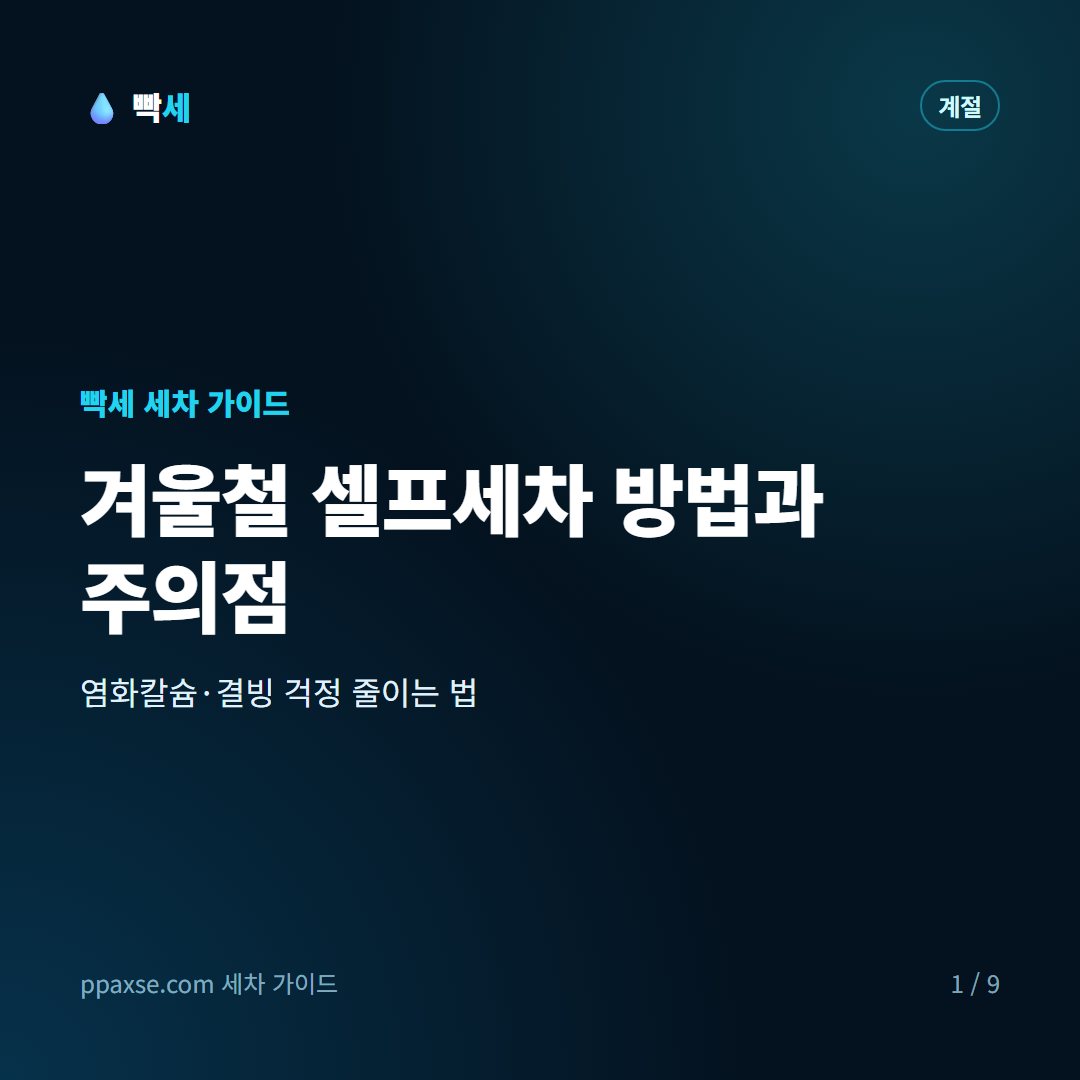 빡세
계절
빡세 세차 가이드
겨울철 셀프세차 방법과
주의점
염화칼슘·결빙 걱정 줄이는 법
ppaxse.com 세차 가이드
1 / 9